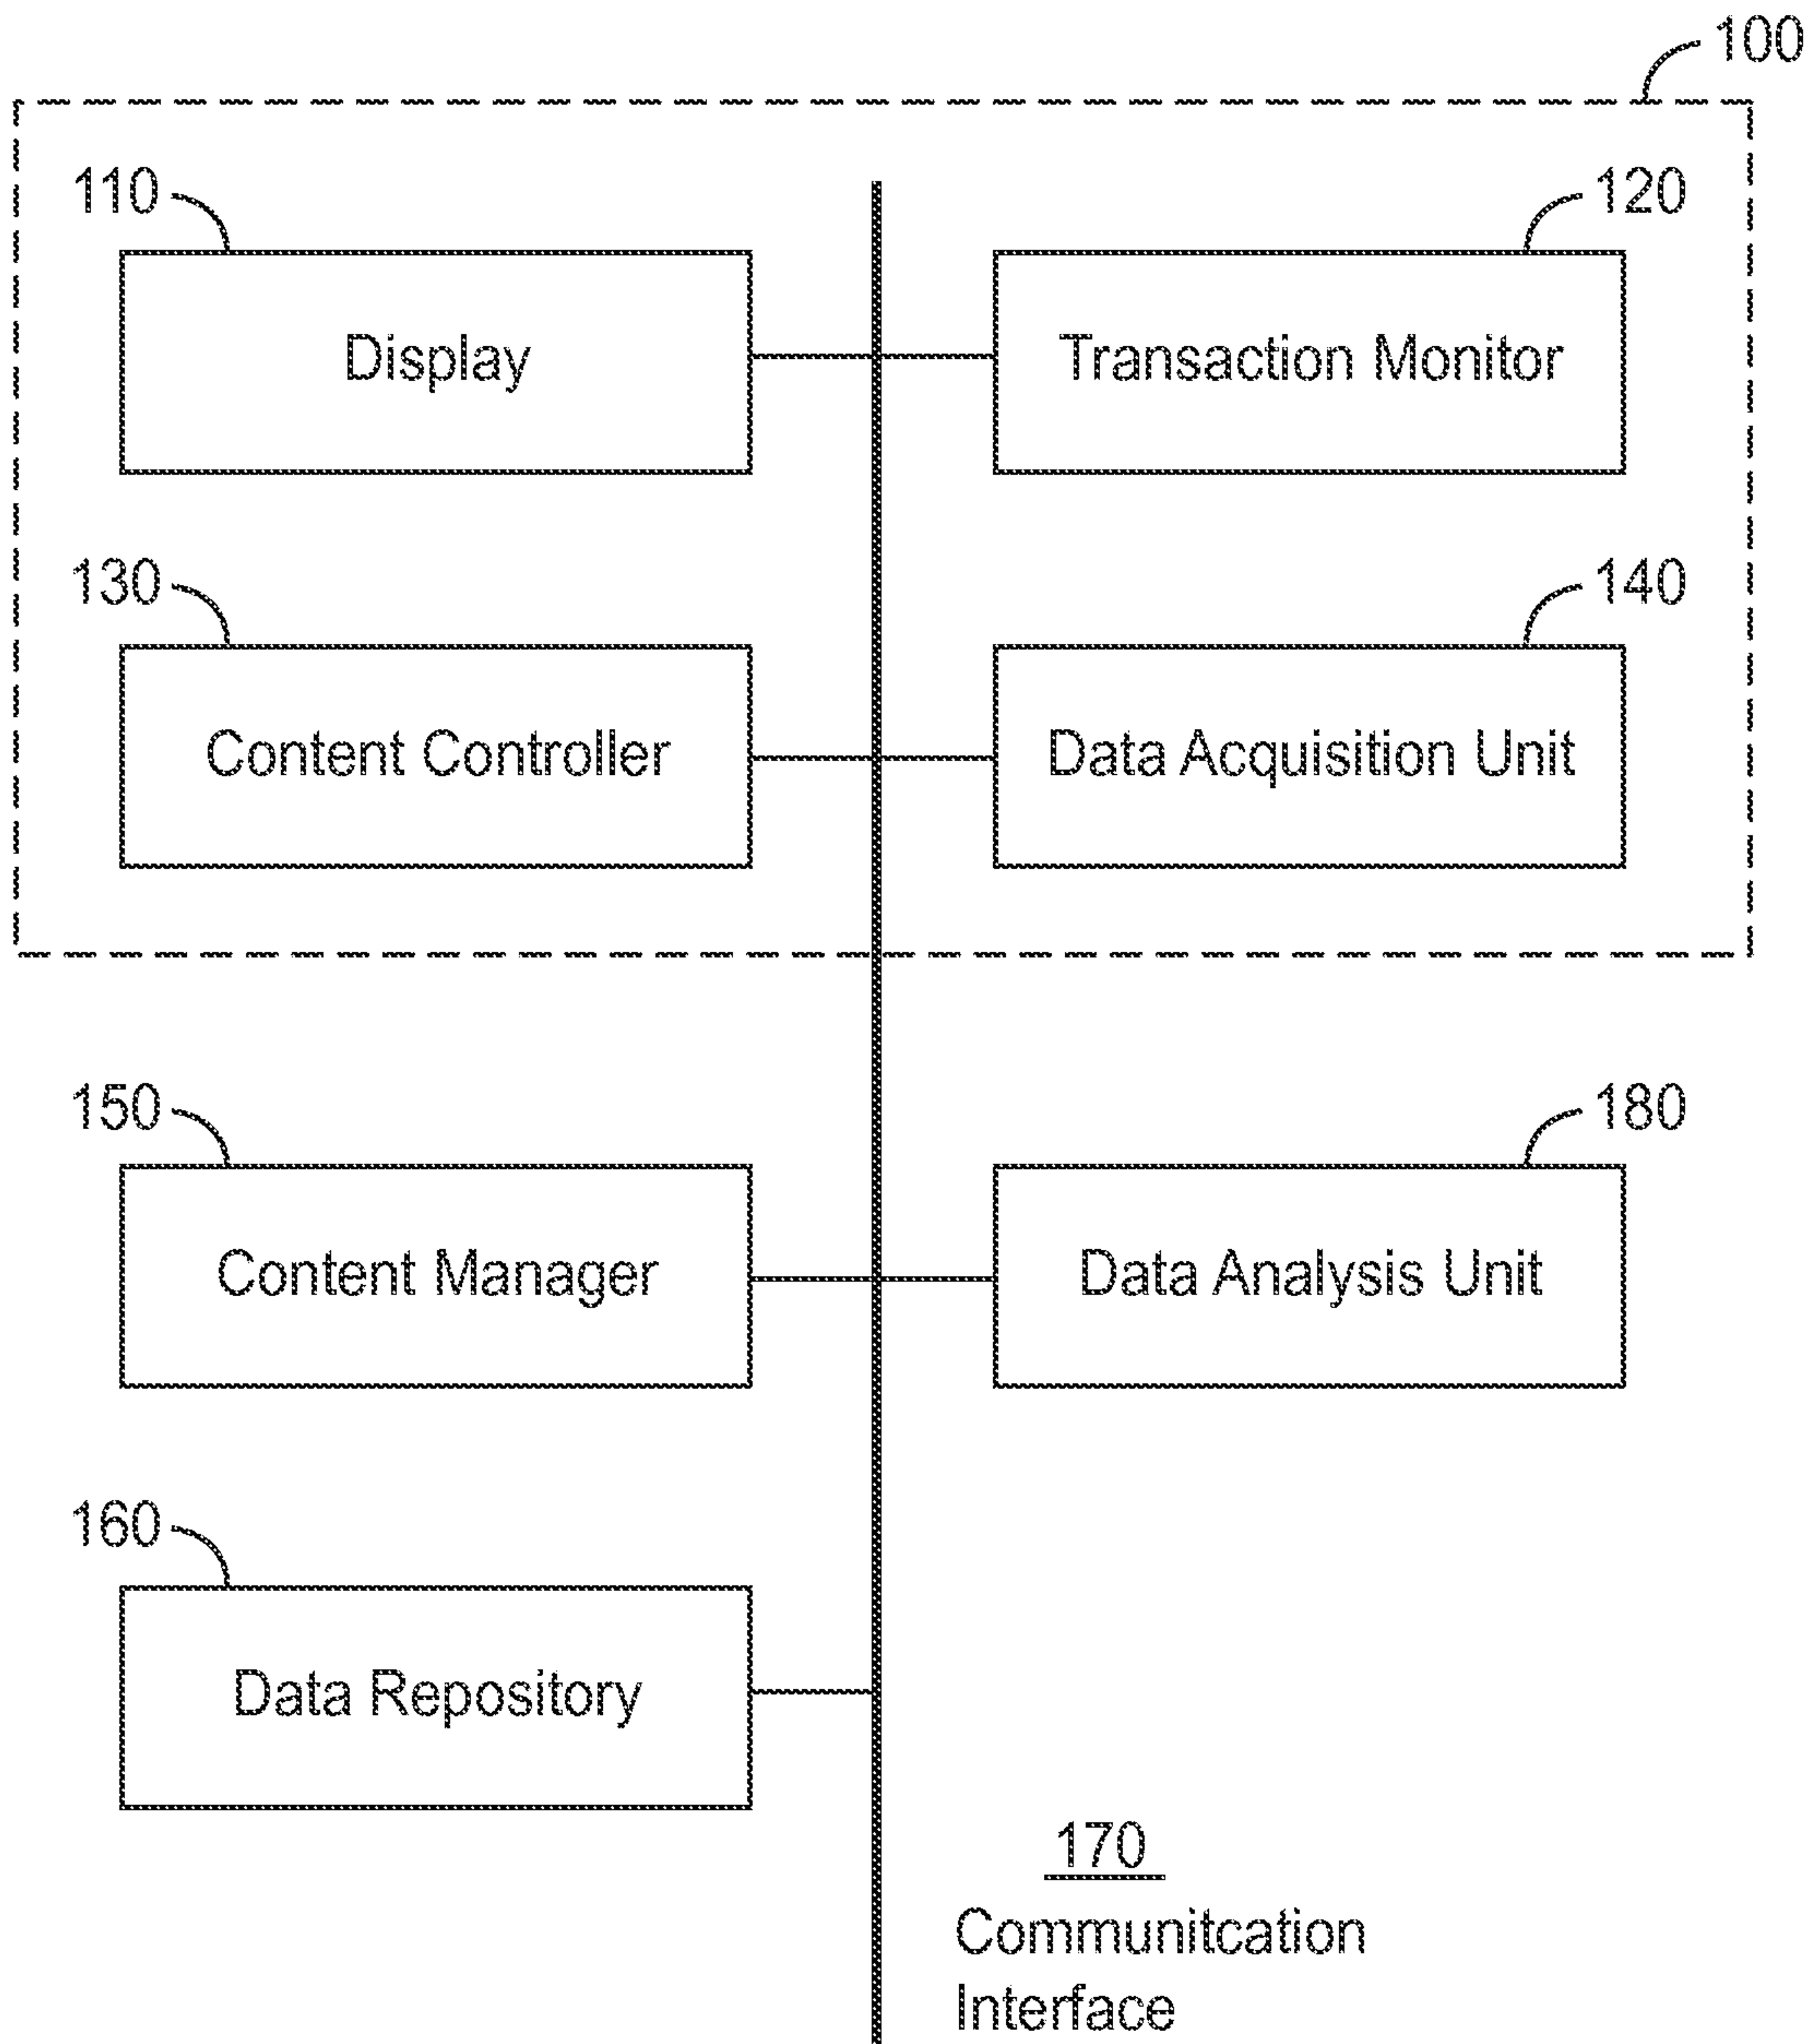 100
110
120
Display
Transaction Monitor
130
140
Content Controller
Data Acquisition Unit
150
180
Content Manager
Data Analysis Unit
160
Data Repository
170
Communitcation
Interface